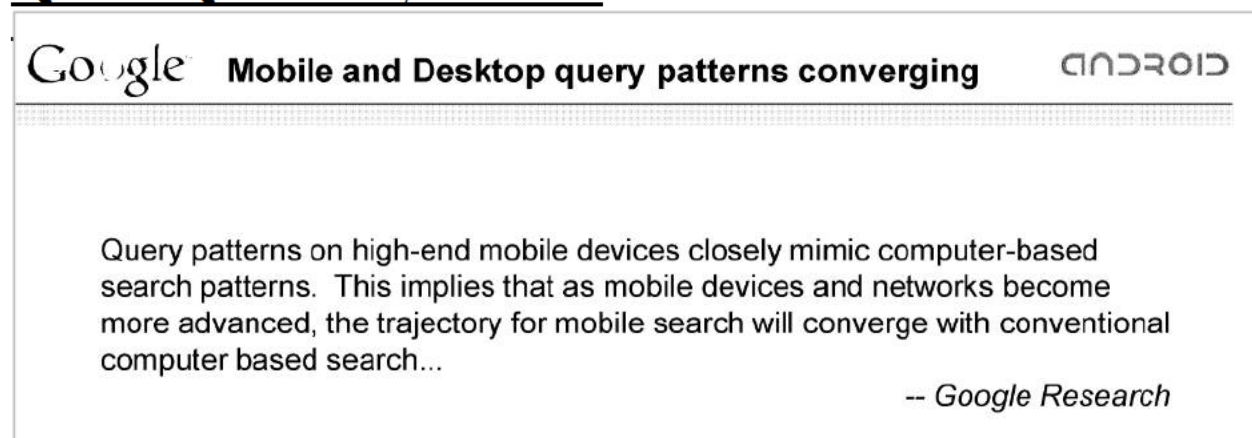 Google Mobile and Desktop query patterns converging ANDROID
Query patterns on high-end mobile devices closely mimic computer-based
search patterns. This implies that as mobile devices and networks become
more advanced, the trajectory for mobile search will converge with conventional
computer based search...
-- Google Research